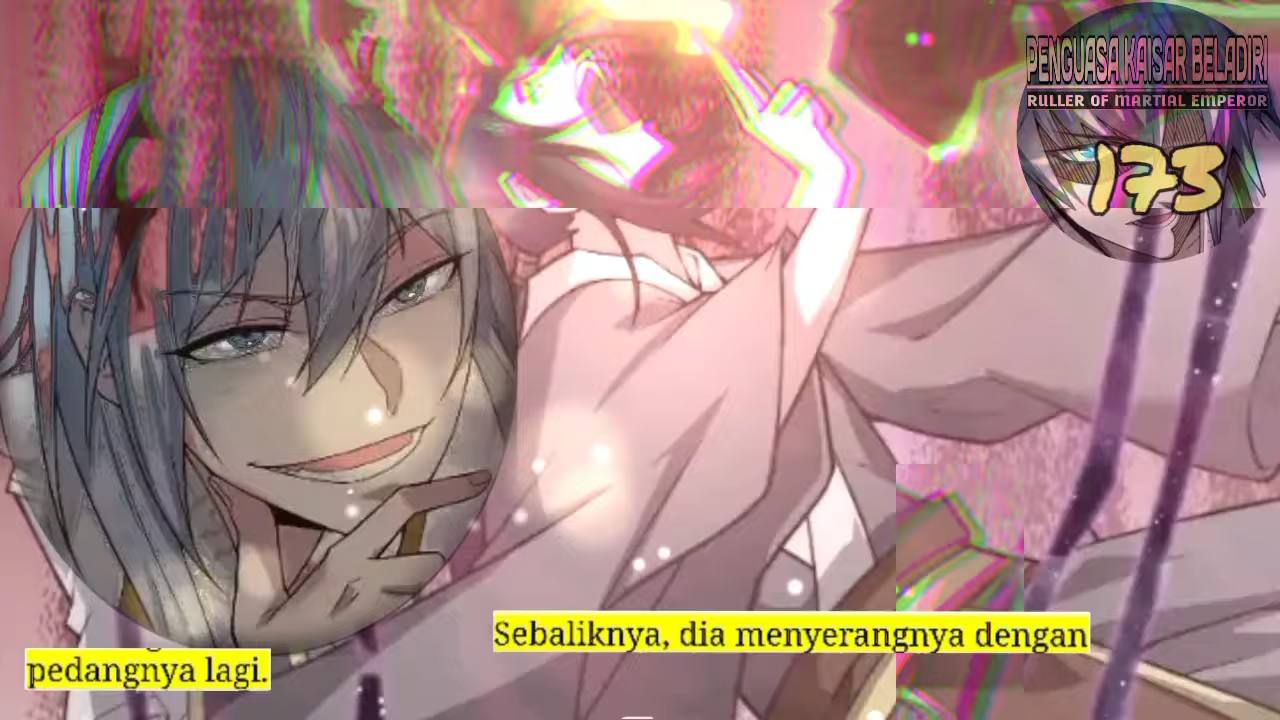 PENGUASA KAISAR BELADIRI
RULLER OF MARTIAL EMPEROR
173
Sebaliknya, dia menyerangnya dengan
pedangnya lagi.